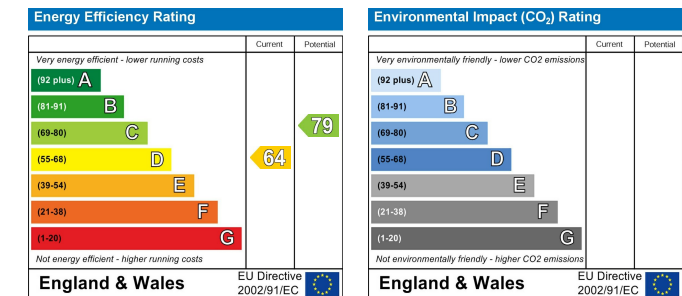 Energy Efficiency Rating
Current Potential
Very energy efficient - lower running costs
(92 plus) A
(81-91) B
(69-80) C
79
(55-68) D
64
(39-54) E
(21-38) F
(1-20) G
Not energy efficient - higher running costs
England & Wales
EU Directive
2002/91/EC
Environmental Impact (CO₂) Rating
Current Potential
Very environmentally friendly - lower CO2 emissions
(92 plus) A
(81-91) B
(69-80) C
(55-68) D
(39-54) E
(21-38) F
(1-20) G
Not environmentally friendly - higher CO2 emissions
England & Wales
EU Directive
2002/91/EC